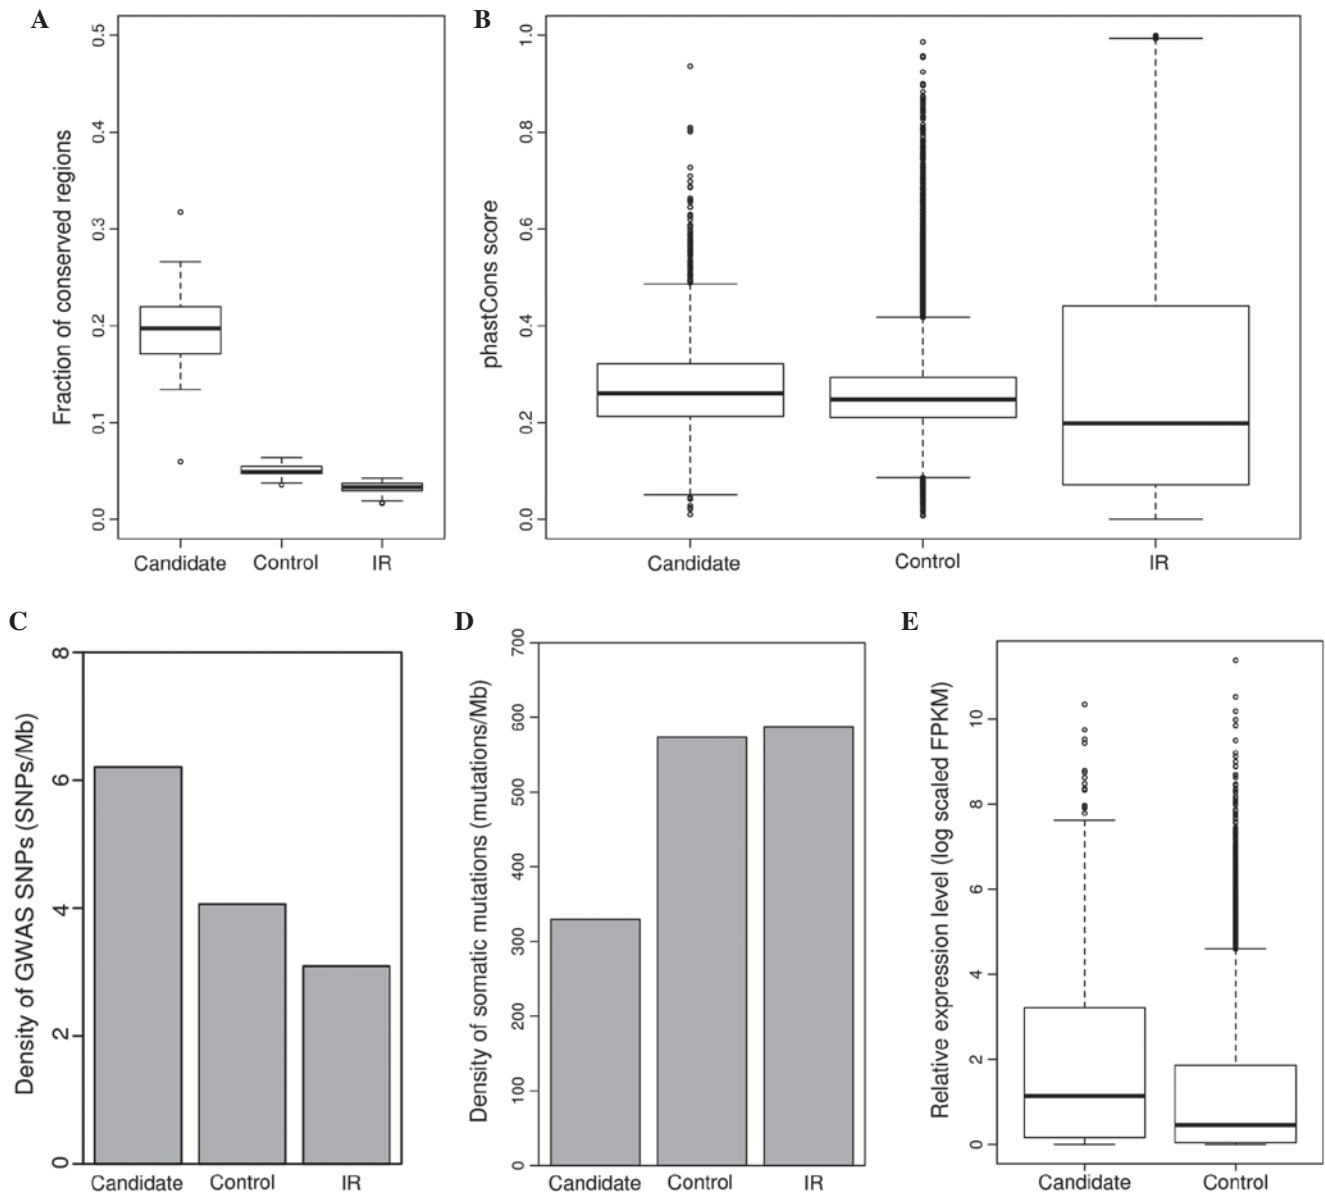 A
Fraction of conserved regions
0.5
0.4
0.3
0.2
0.1
0.0
Candidate Control IR
B
phastCons score
1.0
0.8
0.6
0.4
0.2
0.0
Candidate Control IR
C
Density of GWAS SNPs (SNPs/Mb)
8
6
4
2
0
Candidate Control IR
D
Density of somatic mutations (mutations/Mb)
700
600
500
400
300
200
100
0
Candidate Control IR
E
Relative expression level (log scaled FPKM)
10
8
6
4
2
0
Candidate Control